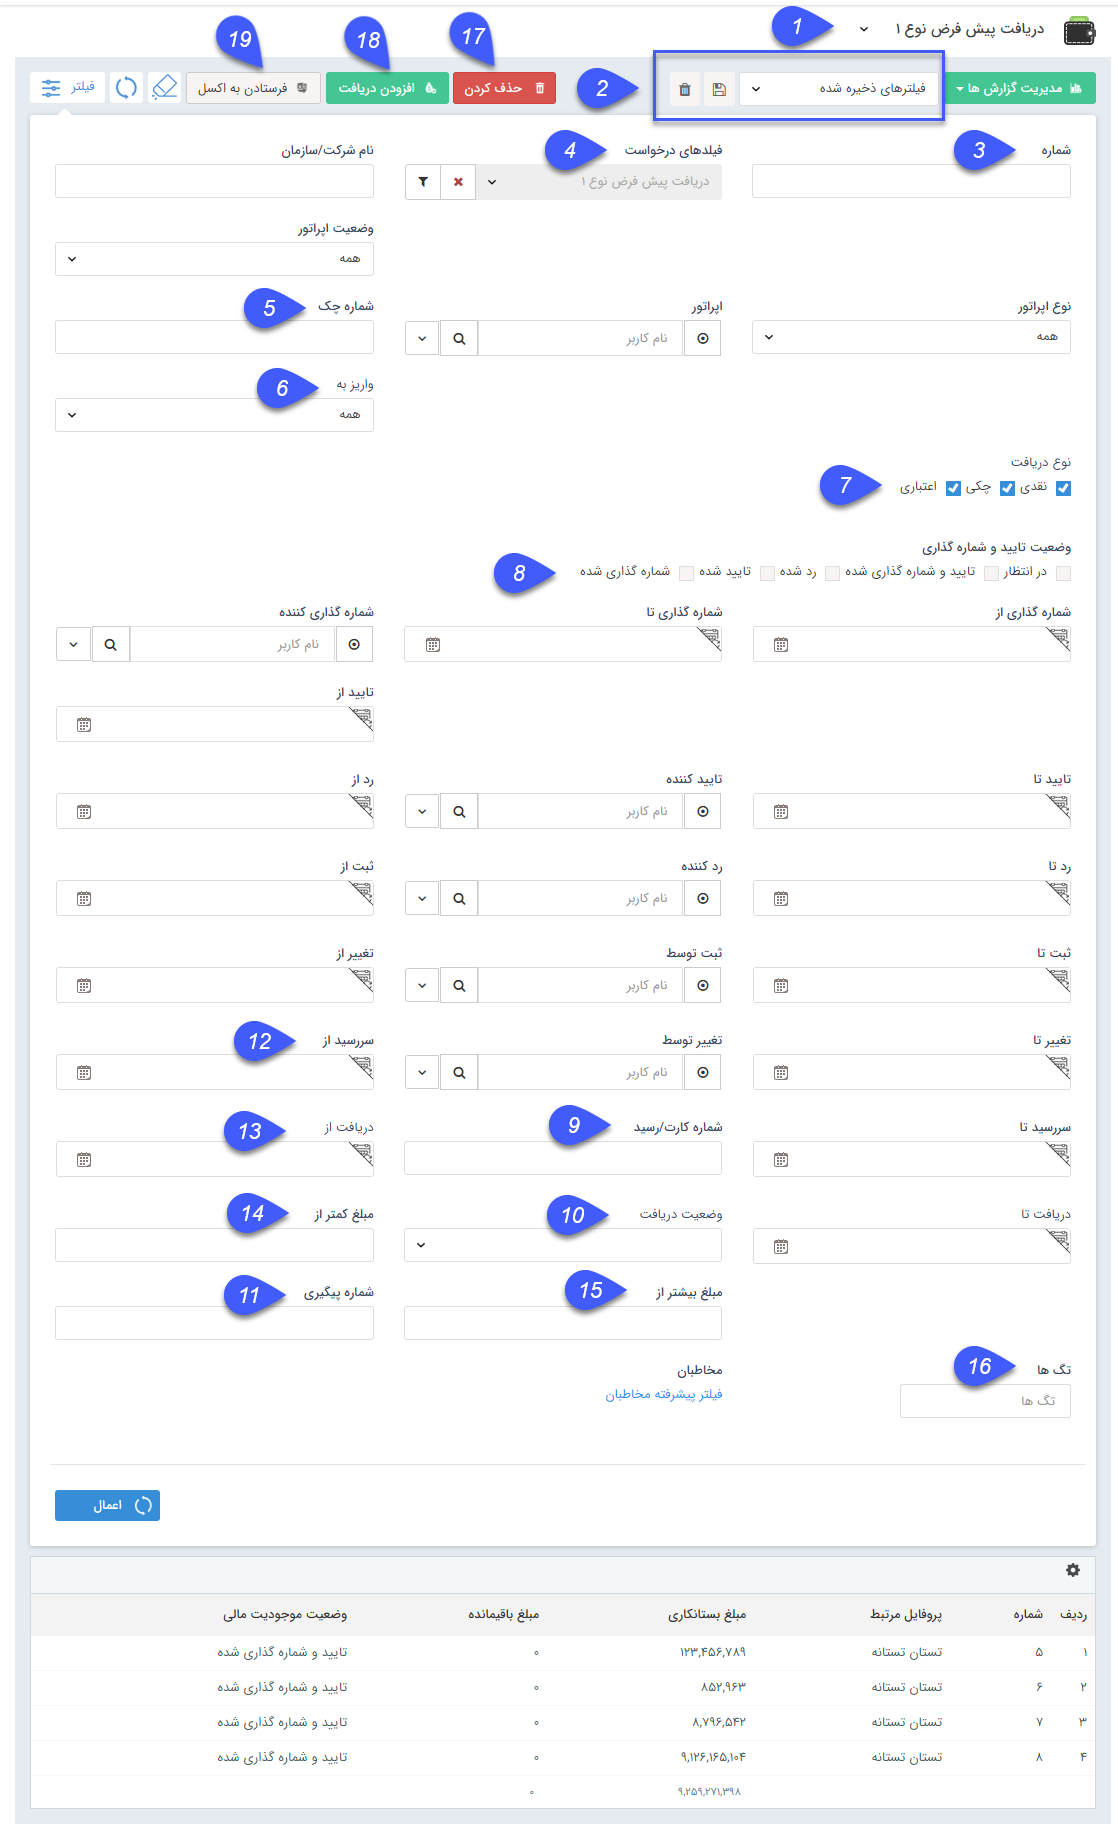 دریافت پیش فرض نوع ۱
1
مدیریت گزارش ها
فیلترهای ذخیره شده
2
17
حذف کردن
18
افزودن دریافت
19
فرستادن به اکسل
فیلتر
شماره
3
فیلدهای درخواست
4
نام شرکت/سازمان
دریافت پیش فرض نوع ۱
وضعیت اپراتور
همه
نوع اپراتور
اپراتور
شماره چک
5
همه
نام کاربر
واریز به
6
همه
نوع دریافت
نقدی
چکی
اعتباری
7
وضعیت تایید و شماره گذاری
در انتظار
تایید و شماره گذاری شده
رد شده
تایید شده
شماره گذاری شده
8
شماره گذاری از
شماره گذاری تا
شماره گذاری کننده
نام کاربر
تایید از
تایید تا
تایید کننده
رد از
نام کاربر
رد تا
رد کننده
ثبت از
نام کاربر
ثبت تا
ثبت توسط
تغییر از
نام کاربر
تغییر تا
تغییر توسط
سررسید از
12
نام کاربر
سررسید تا
شماره کارت/رسید
9
دریافت از
13
دریافت تا
وضعیت دریافت
10
مبلغ کمتر از
14
مبلغ بیشتر از
15
شماره پیگیری
11
تگ ها
16
مخاطبان
تگ ها
فیلتر پیشرفته مخاطبان
اعمال
ردیف شماره پروفایل مرتبط مبلغ بستانکاری مبلغ باقیمانده وضعیت موجودیت مالی
۱ ۵ تستان تستانه ۱۲۳,۴۵۶,۷۸۹ ۰ تایید و شماره گذاری شده
۲ ۶ تستان تستانه ۸۵۲,۹۶۳ ۰ تایید و شماره گذاری شده
۳ ۷ تستان تستانه ۸,۷۹۶,۵۴۲ ۰ تایید و شماره گذاری شده
۴ ۸ تستان تستانه ۹,۱۲۶,۱۶۵,۱۰۴ ۰ تایید و شماره گذاری شده
۹,۲۵۹,۲۷۱,۳۹۸ ۰